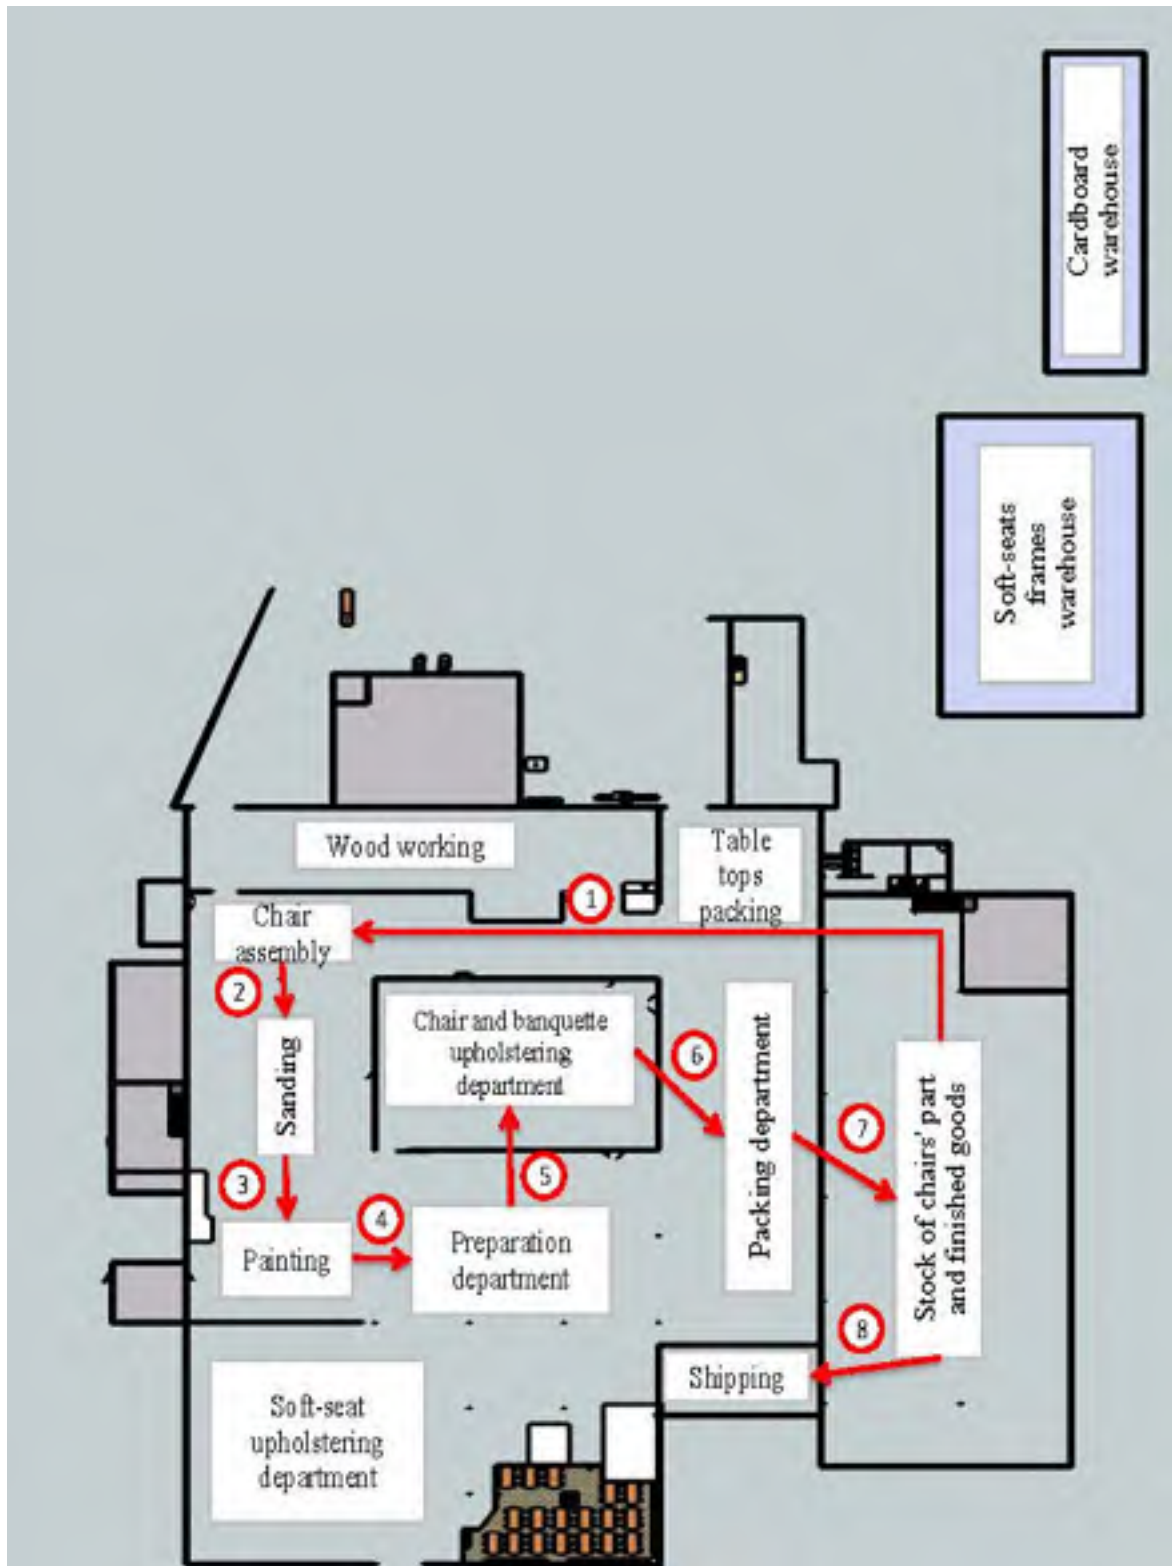 Cardboard
warehouse
Soft-seats
frames
warehouse
Wood working
Table
tops
packing
1
Chair
assembly
2
Sanding
Chair and banquette
upholstering
department
6
Packing department
7
Stock of chairs' part
and finished goods
3
4
5
Painting
Preparation
department
8
Shipping
Soft-seat
upholstering
department